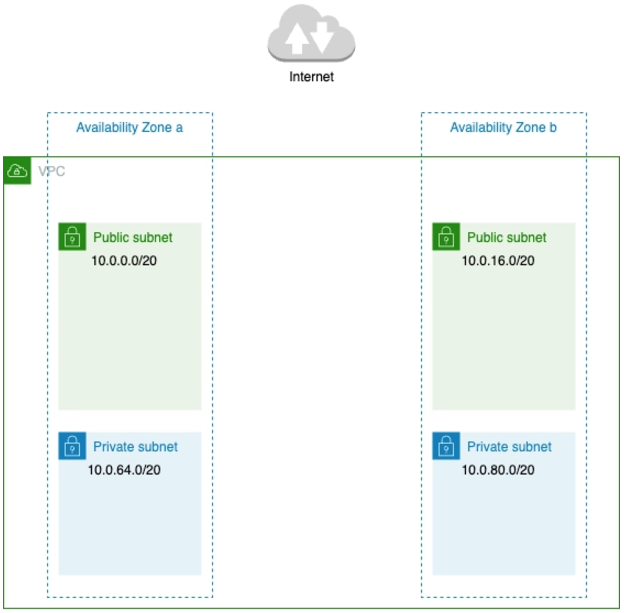 Internet
Availability Zone a
Availability Zone b
VPC
Public subnet
10.0.0.0/20
Public subnet
10.0.16.0/20
Private subnet
10.0.64.0/20
Private subnet
10.0.80.0/20